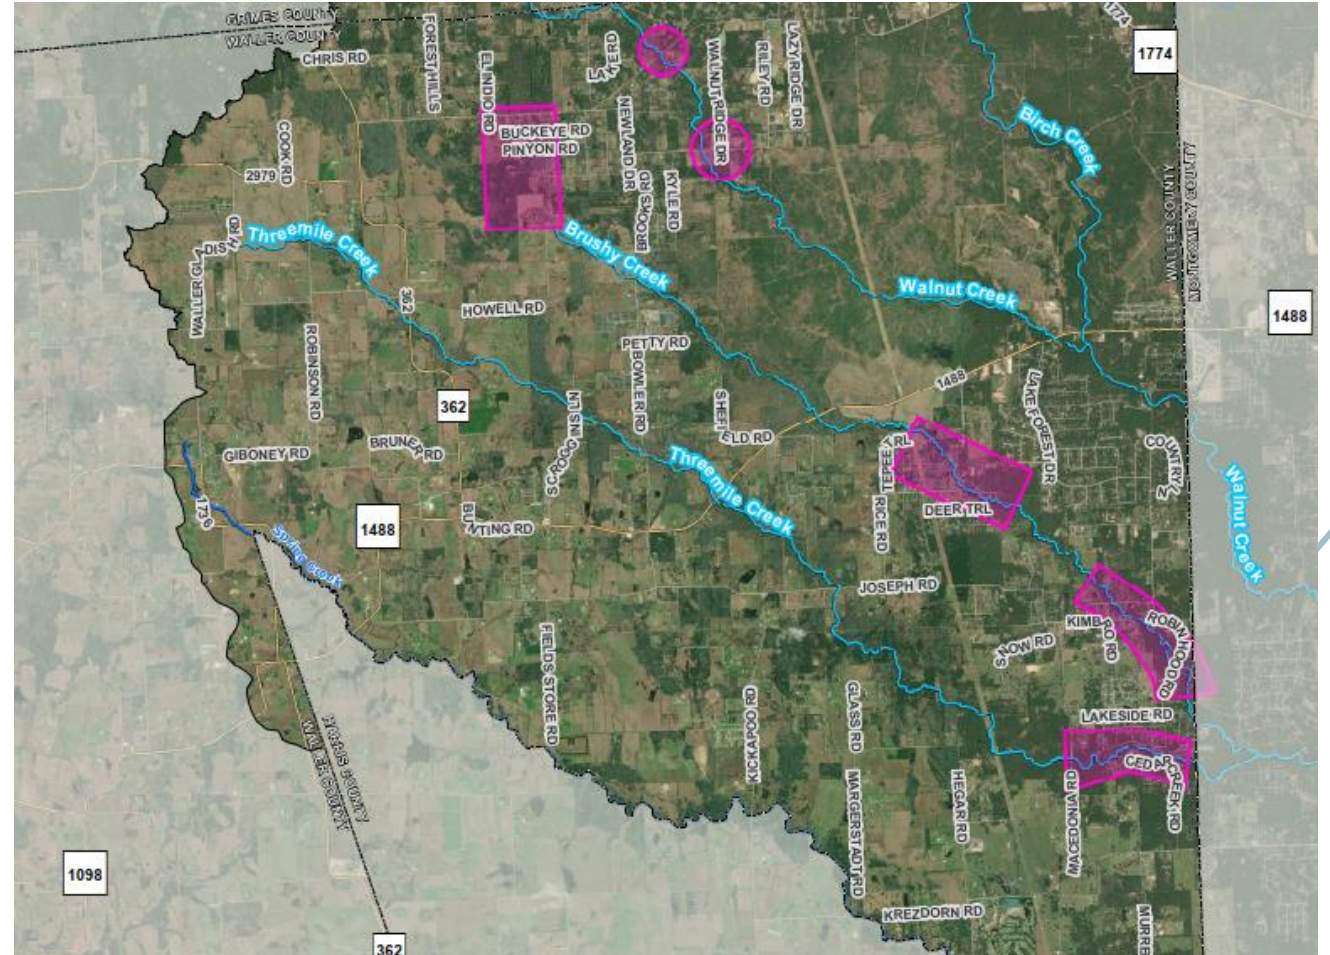 GRIMES COUNTY
WALLER COUNTY
1774
1774
CHRIS RD
FOREST HILLS
EL INDIO RD
WALNUT RIDGE DR
RILEY RD
LAZY RIDGE DR
Birch Creek
BUCKEYE RD
PINYON RD
NEWLAND DR
BROOKS RD
KYLE RD
COOK RD
2979
WALLER COUNTY
MONTGOMERY COUNTY
Threemile Creek
Brushy Creek
Walnut Creek
362
HOWELL RD
1488
ROBINSON RD
PETTY RD
BOWLER RD
1488
362
SHEFFIELD RD
LAKE FOREST DR
GIBONEY RD
BRUNER RD
SCROGGINS LN
Threemile Creek
TEPEE TRL
COUNTRY LN
Walnut Creek
1736
1488
BUNTING RD
RICE RD
DEER TRL
Spring Creek
JOSEPH RD
FIELDS STORE RD
SNOW RD
KIMBRO RD
ROBIN HOOD RD
KICKAPOO RD
GLASS RD
LAKESIDE RD
HARRIS COUNTY
WALLER COUNTY
CEDAR CREEK RD
MARGERSTADT RD
HEGAR RD
MACEDONIA RD
1098
KREZDORN RD
362